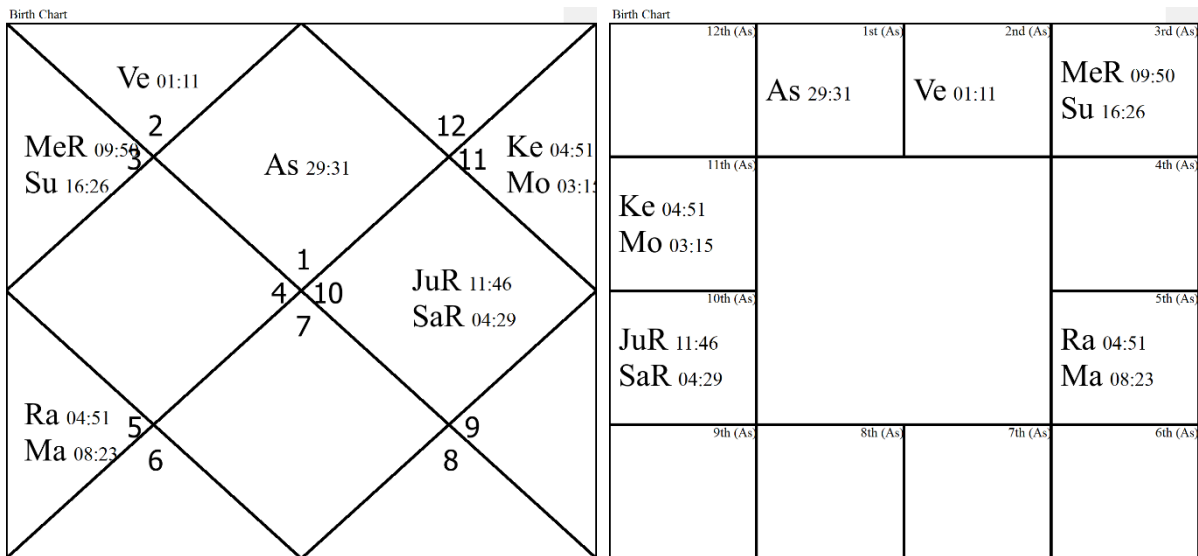 Birth Chart
Ve 01:11
2
12
MeR 09:50
3
Su 16:26
As 29:31
11
Ke 04:51
Mo 03:15
1
4
10
7
JuR 11:46
SaR 04:29
Ra 04:51
5
Ma 08:23
6
9
8
Birth Chart
12th (As)
1st (As)
As 29:31
2nd (As)
Ve 01:11
3rd (As)
MeR 09:50
Su 16:26
11th (As)
Ke 04:51
Mo 03:15
4th (As)
10th (As)
JuR 11:46
SaR 04:29
5th (As)
Ra 04:51
Ma 08:23
9th (As)
8th (As)
7th (As)
6th (As)